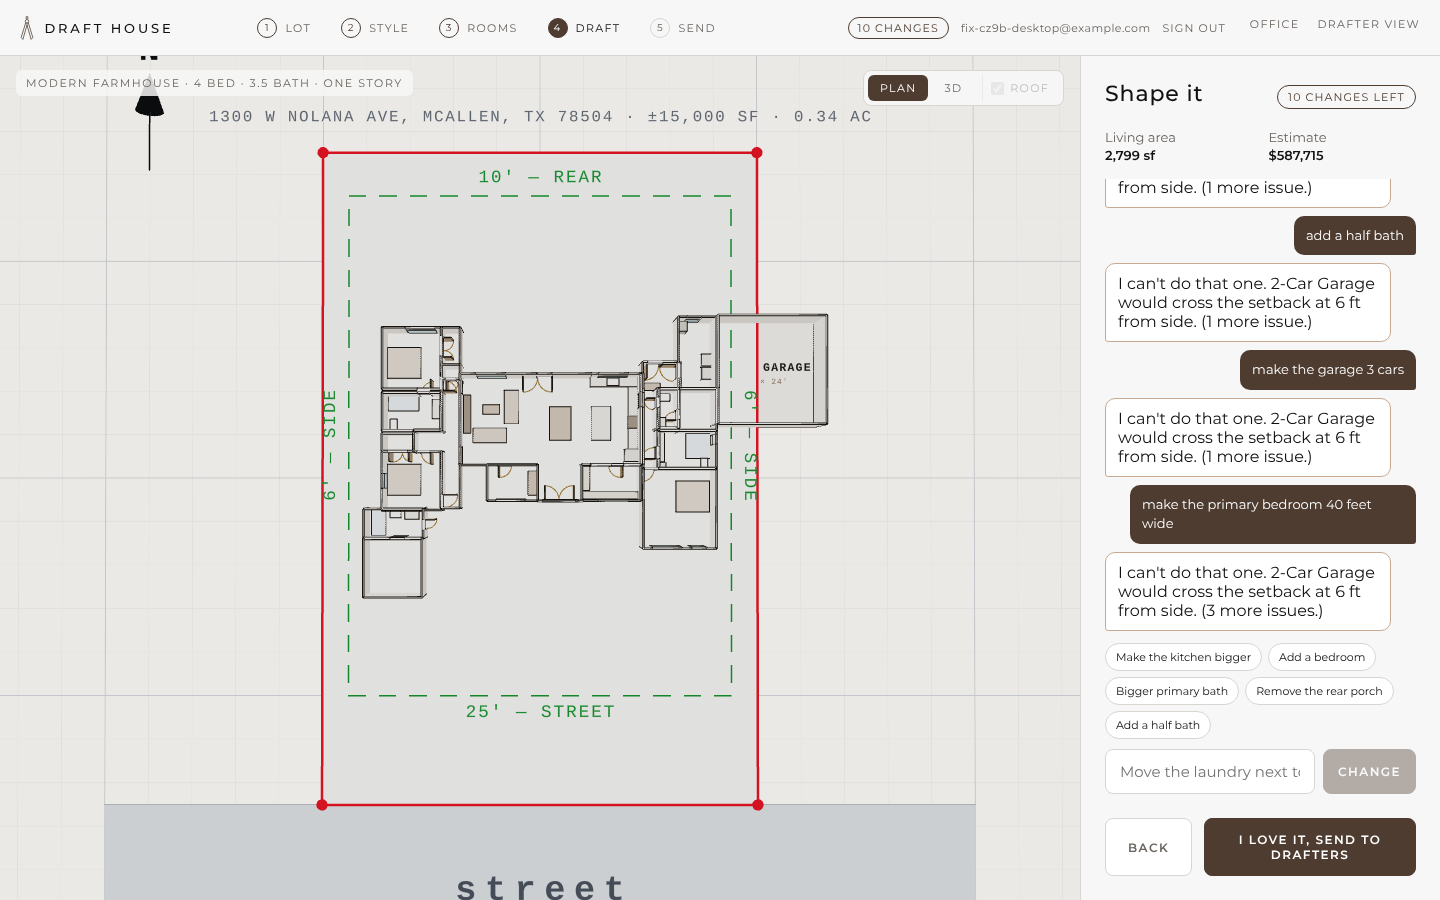 DRAFT HOUSE
1 LOT
2 STYLE
3 ROOMS
4 DRAFT
5 SEND
10 CHANGES
fix-cz9b-desktop@example.com
SIGN OUT
OFFICE
DRAFTER VIEW
N
MODERN FARMHOUSE · 4 BED · 3.5 BATH · ONE STORY
PLAN
3D
ROOF
1300 W NOLANA AVE, MCALLEN, TX 78504 · ±15,000 SF · 0.34 AC
10' — REAR
6' — SIDE
GARAGE
× 24'
6' — SIDE
25' — STREET
street
Shape it
10 CHANGES LEFT
Living area
2,799 sf
Estimate
$587,715
from side. (1 more issue.)
add a half bath
I can't do that one. 2-Car Garage
would cross the setback at 6 ft
from side. (1 more issue.)
make the garage 3 cars
I can't do that one. 2-Car Garage
would cross the setback at 6 ft
from side. (1 more issue.)
make the primary bedroom 40 feet
wide
I can't do that one. 2-Car Garage
would cross the setback at 6 ft
from side. (3 more issues.)
Make the kitchen bigger
Add a bedroom
Bigger primary bath
Remove the rear porch
Add a half bath
Move the laundry next to
CHANGE
BACK
I LOVE IT, SEND TO
DRAFTERS